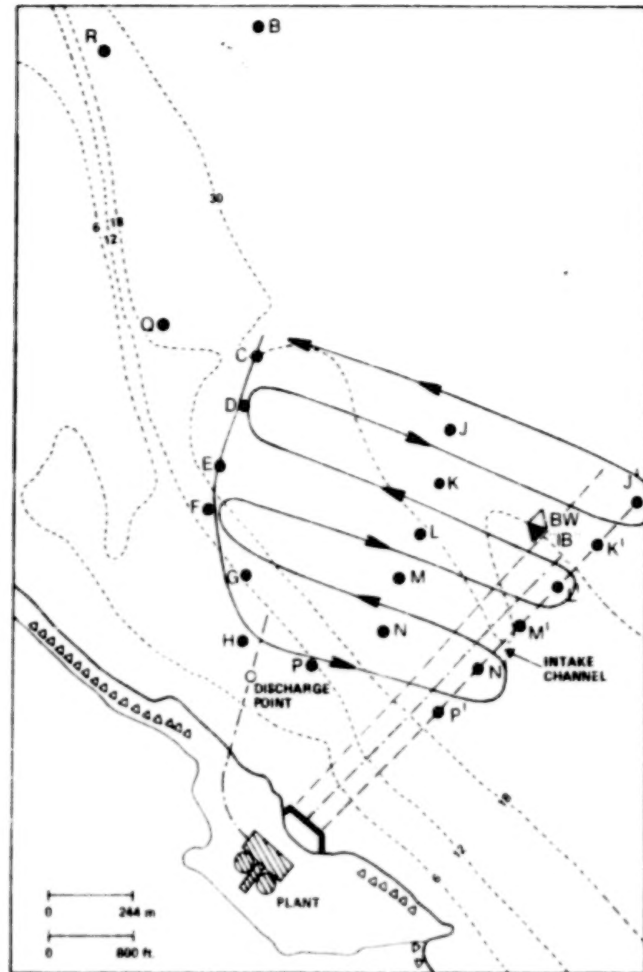 R
B
30
18
6
12
Q
C
D
J
E
K
J'
F
BW
L
IB
K'
G
M
N
M'
H
P
INTAKE
CHANNEL
N
DISCHARGE
POINT
P'
18
12
6
PLANT
0 244 m
0 800 ft.